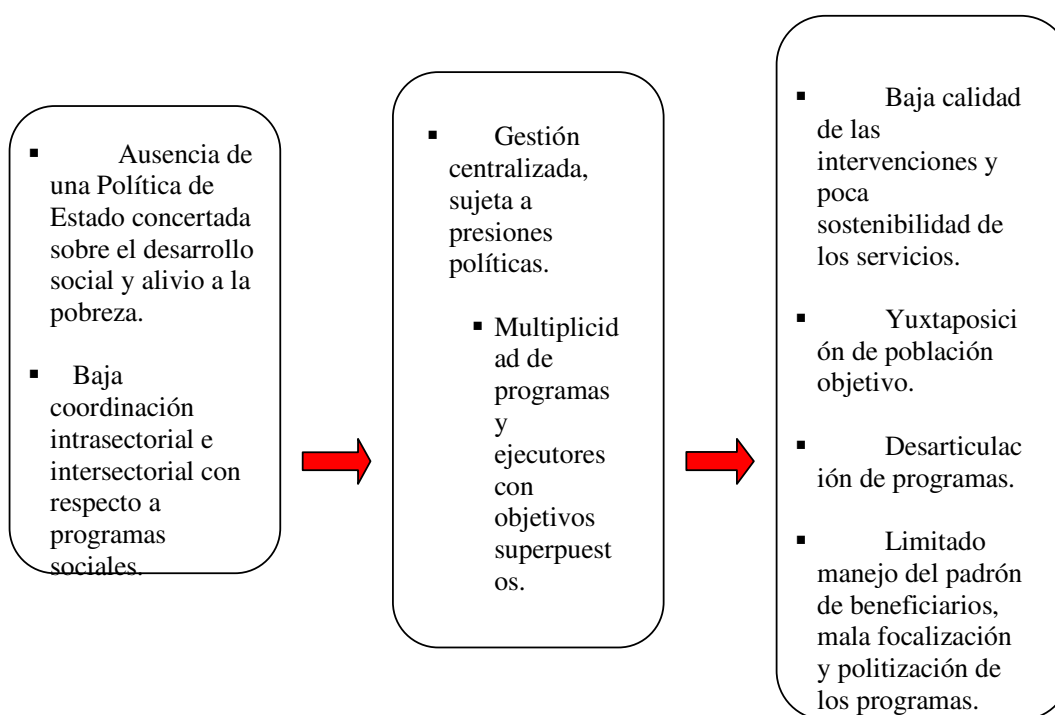 ▪ Ausencia de
una Política de
Estado concertada
sobre el desarrollo
social y alivio a la
pobreza.
▪ Baja
coordinación
intrasectorial e
intersectorial con
respecto a
programas
sociales.
▪ Gestión
centralizada,
sujeta a
presiones
políticas.
▪ Multiplicid
ad de
programas
y
ejecutores
con
objetivos
superpuest
os.
▪ Baja calidad
de las
intervenciones y
poca
sostenibilidad de
los servicios.
▪ Yuxtaposici
ón de población
objetivo.
▪ Desarticulac
ión de programas.
▪ Limitado
manejo del padrón
de beneficiarios,
mala focalización
y politización de
los programas.